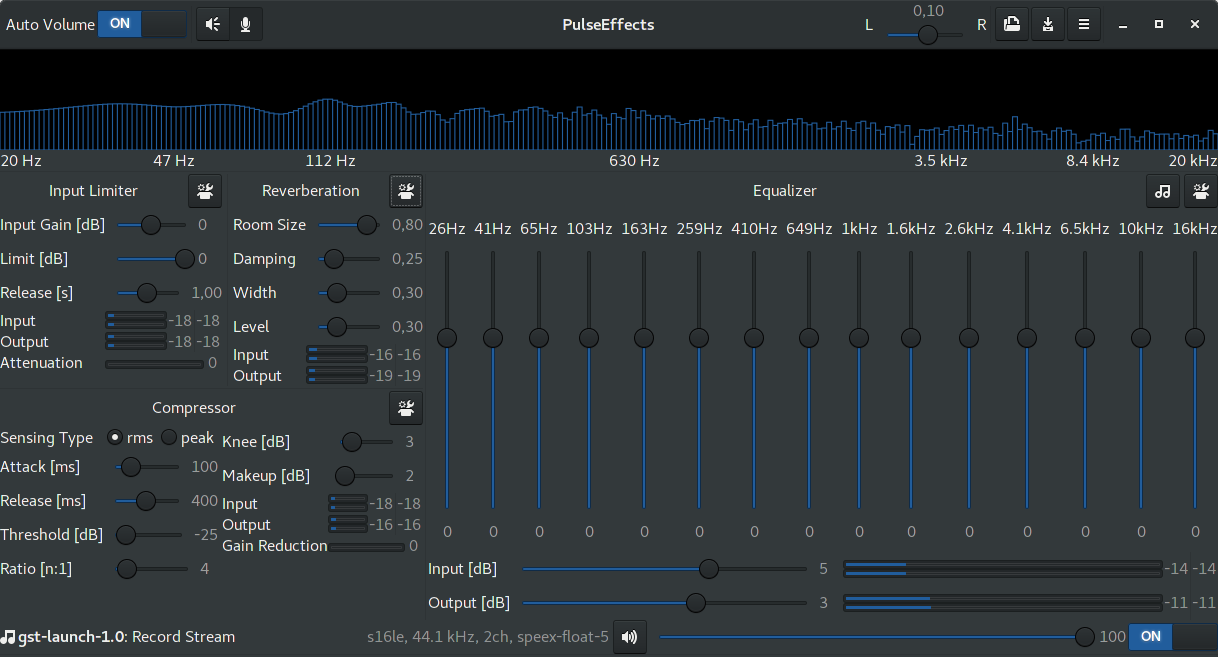 Auto Volume ON PulseEffects L 0,10 R
20 Hz 47 Hz 112 Hz 630 Hz 3.5 kHz 8.4 kHz 20 kHz
Input Limiter
Input Gain [dB] 0
Limit [dB] 0
Release [s] 1,00
Input -18 -18
Output -18 -18
Attenuation 0
Reverberation
Room Size 0,80
Damping 0,25
Width 0,30
Level 0,30
Input -16 -16
Output -19 -19
Compressor
Sensing Type rms peak
Attack [ms] 100
Release [ms] 400
Threshold [dB] -25
Ratio [n:1] 4
Knee [dB] 3
Makeup [dB] 2
Input -18 -18
Output -16 -16
Gain Reduction 0
Equalizer
26Hz 41Hz 65Hz 103Hz 163Hz 259Hz 410Hz 649Hz 1kHz 1.6kHz 2.6kHz 4.1kHz 6.5kHz 10kHz 16kHz
0 0 0 0 0 0 0 0 0 0 0 0 0 0 0
Input [dB] 5 -14 -14
Output [dB] 3 -11 -11
gst-launch-1.0: Record Stream s16le, 44.1 kHz, 2ch, speex-float-5 100 ON